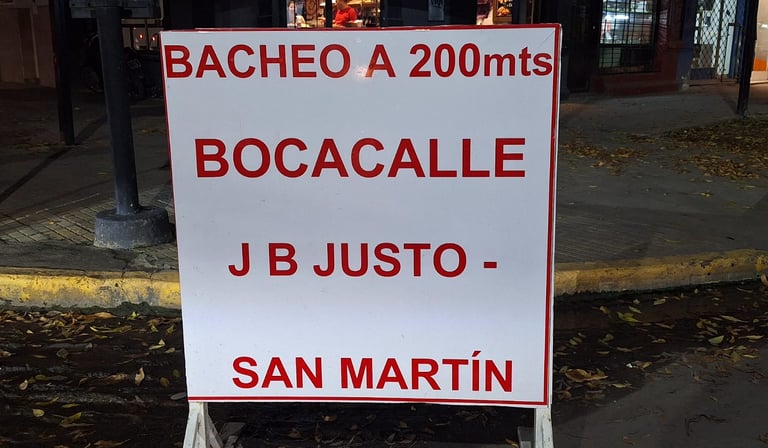 BACHEO A 200mts
BOCACALLE
J B JUSTO -
SAN MARTÍN